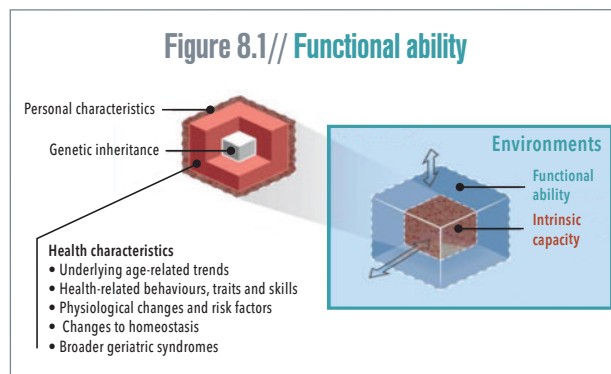 Figure 8.1// Functional ability
Personal characteristics
Genetic inheritance
Health characteristics
• Underlying age-related trends
• Health-related behaviours, traits and skills
• Physiological changes and risk factors
• Changes to homeostasis
• Broader geriatric syndromes
Environments
Functional
ability
Intrinsic
capacity